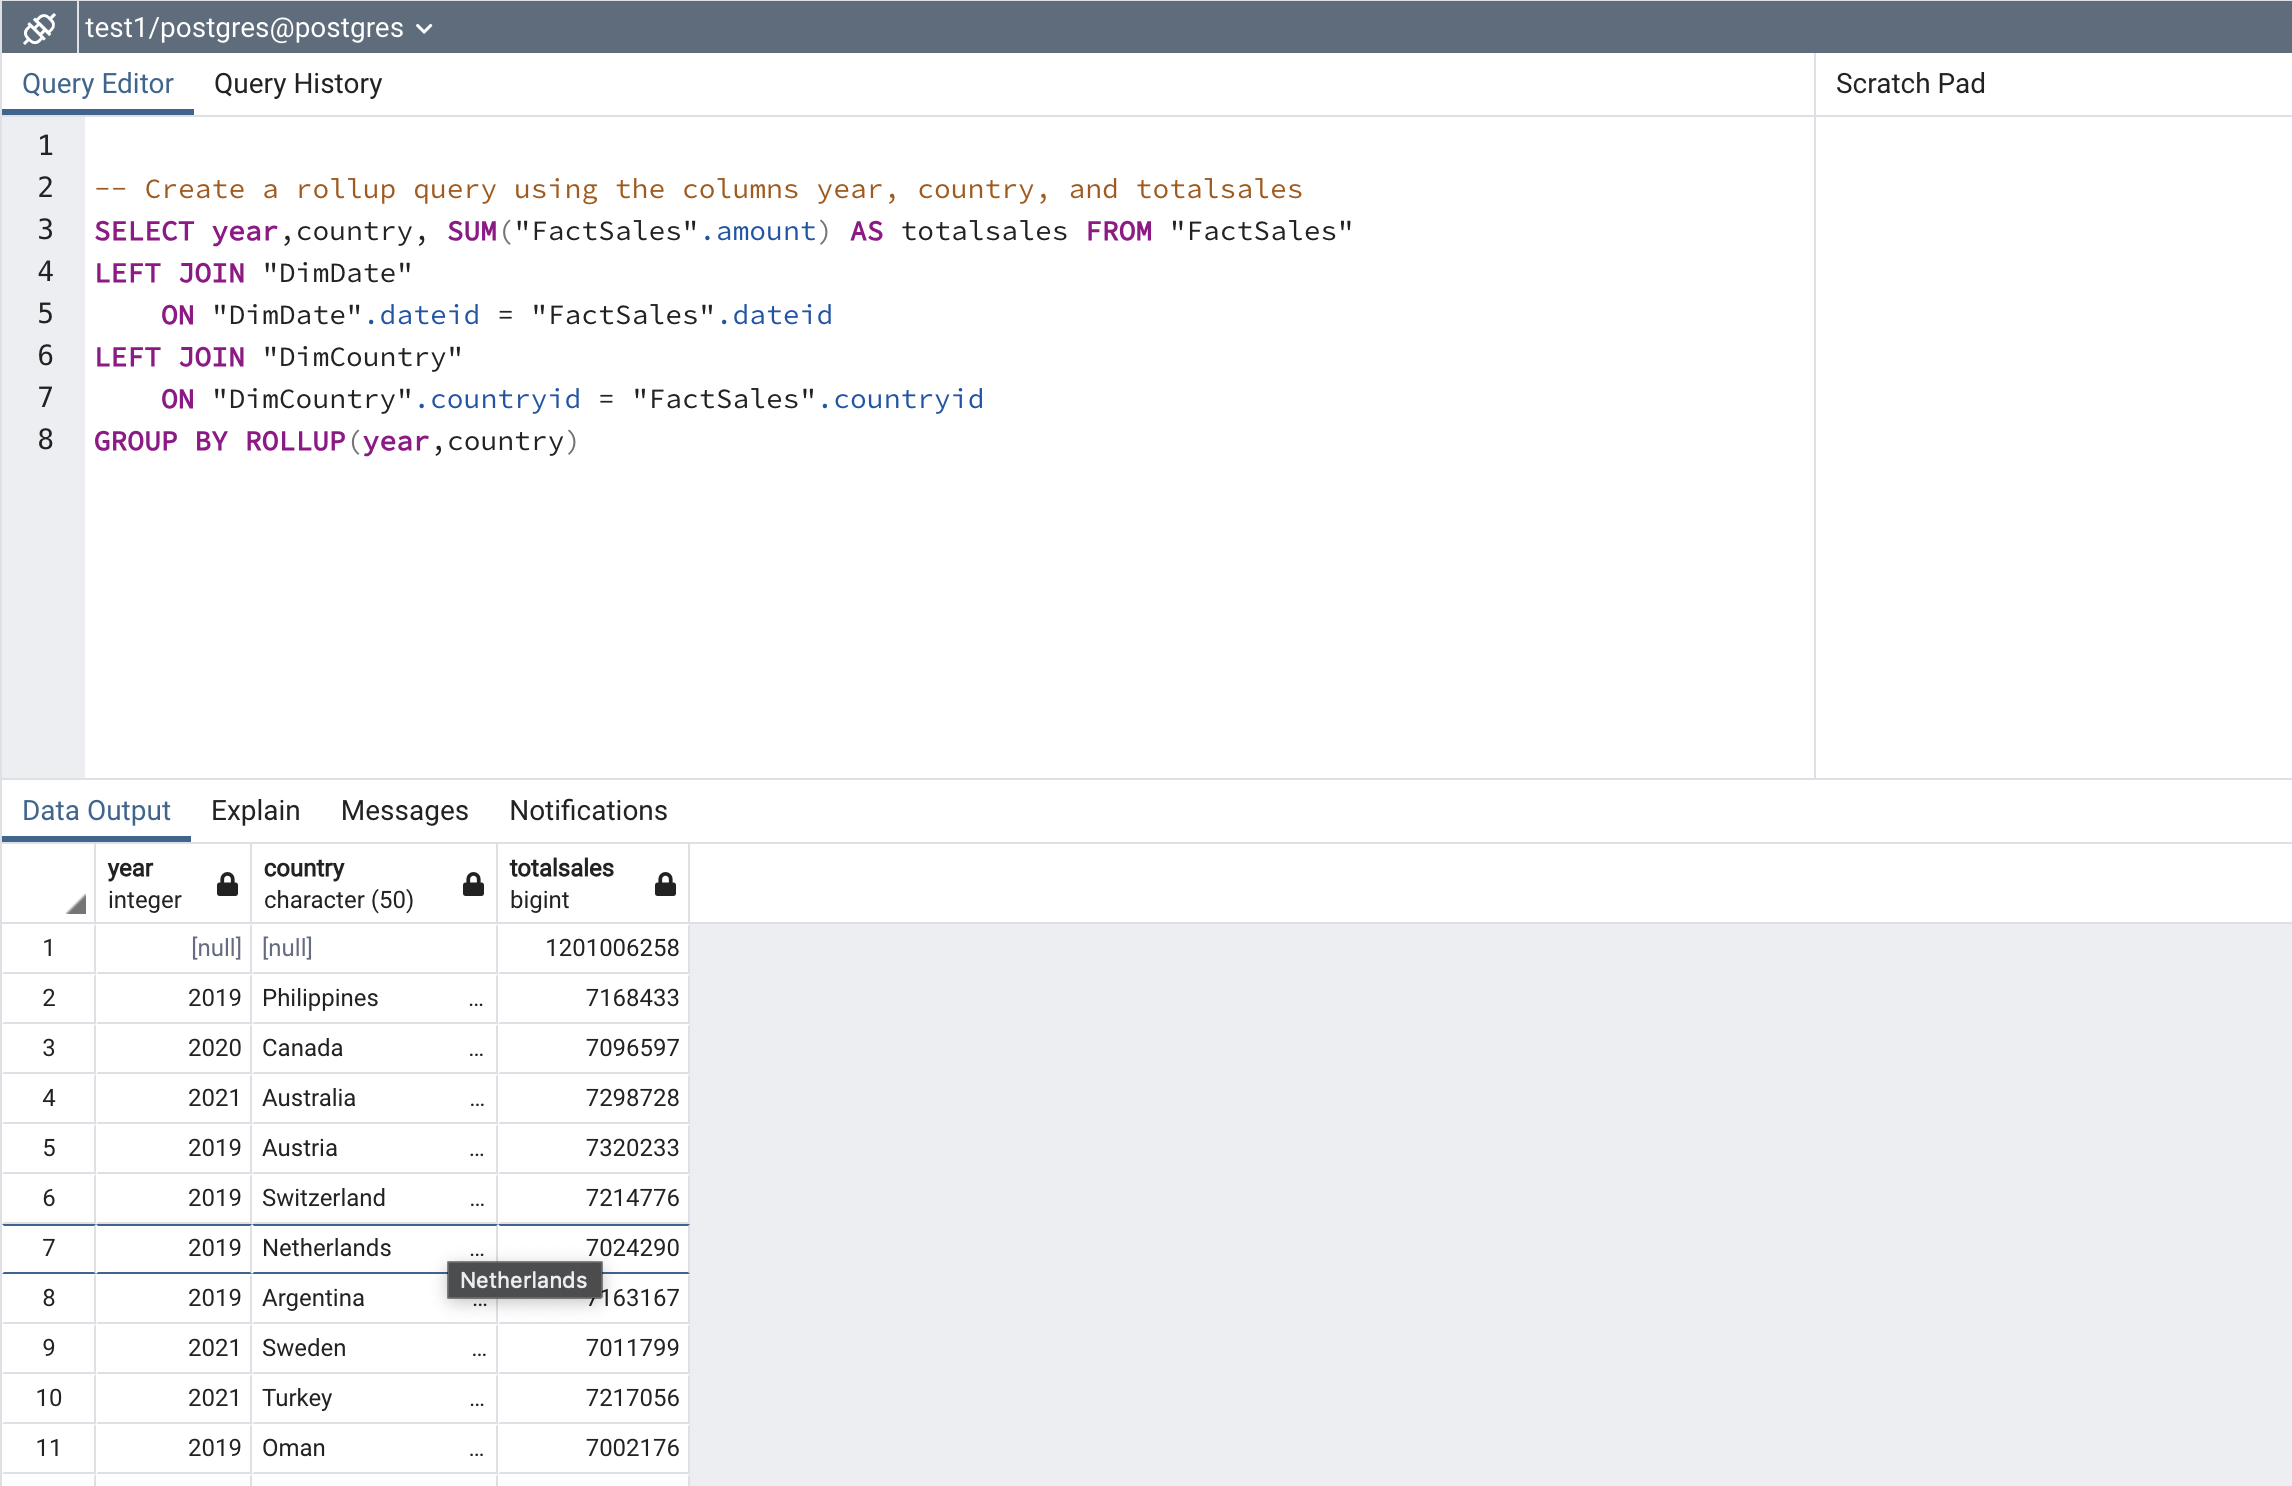 test1/postgres@postgres
Query Editor Query History Scratch Pad
1
2 -- Create a rollup query using the columns year, country, and totalsales
3 SELECT year,country, SUM("FactSales".amount) AS totalsales FROM "FactSales"
4 LEFT JOIN "DimDate"
5     ON "DimDate".dateid = "FactSales".dateid
6 LEFT JOIN "DimCountry"
7     ON "DimCountry".countryid = "FactSales".countryid
8 GROUP BY ROLLUP(year,country)
Data Output Explain Messages Notifications
year country totalsales
integer character (50) bigint
1 [null] [null] 1201006258
2 2019 Philippines ... 7168433
3 2020 Canada ... 7096597
4 2021 Australia ... 7298728
5 2019 Austria ... 7320233
6 2019 Switzerland ... 7214776
7 2019 Netherlands ... 7024290
Netherlands
8 2019 Argentina ... 7163167
9 2021 Sweden ... 7011799
10 2021 Turkey ... 7217056
11 2019 Oman ... 7002176